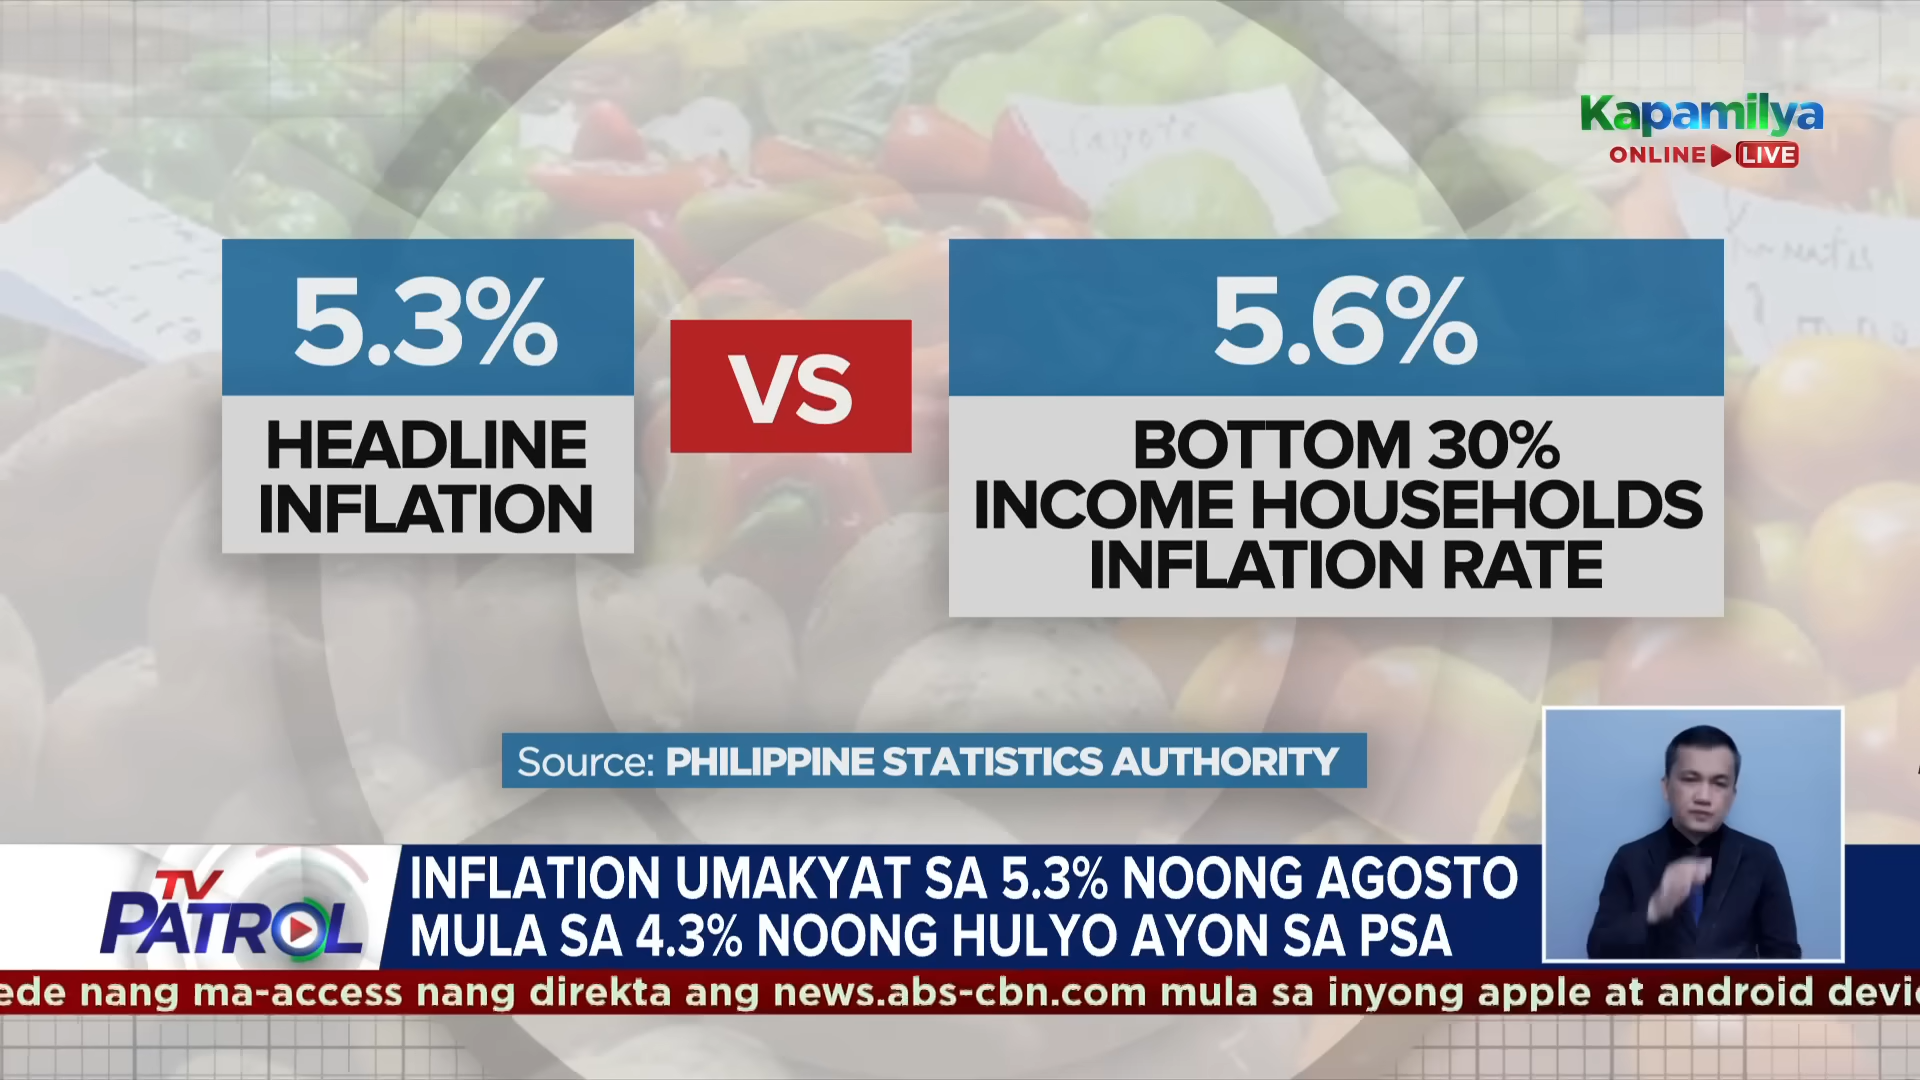 Kapamilya
ONLINE LIVE
5.3%
HEADLINE
INFLATION
VS
5.6%
BOTTOM 30%
INCOME HOUSEHOLDS
INFLATION RATE
Source: PHILIPPINE STATISTICS AUTHORITY
TV
PATROL
INFLATION UMAKYAT SA 5.3% NOONG AGOSTO
MULA SA 4.3% NOONG HULYO AYON SA PSA
nang ma-access nang direkta ang news.abs-cbn.com mula sa inyong apple at android